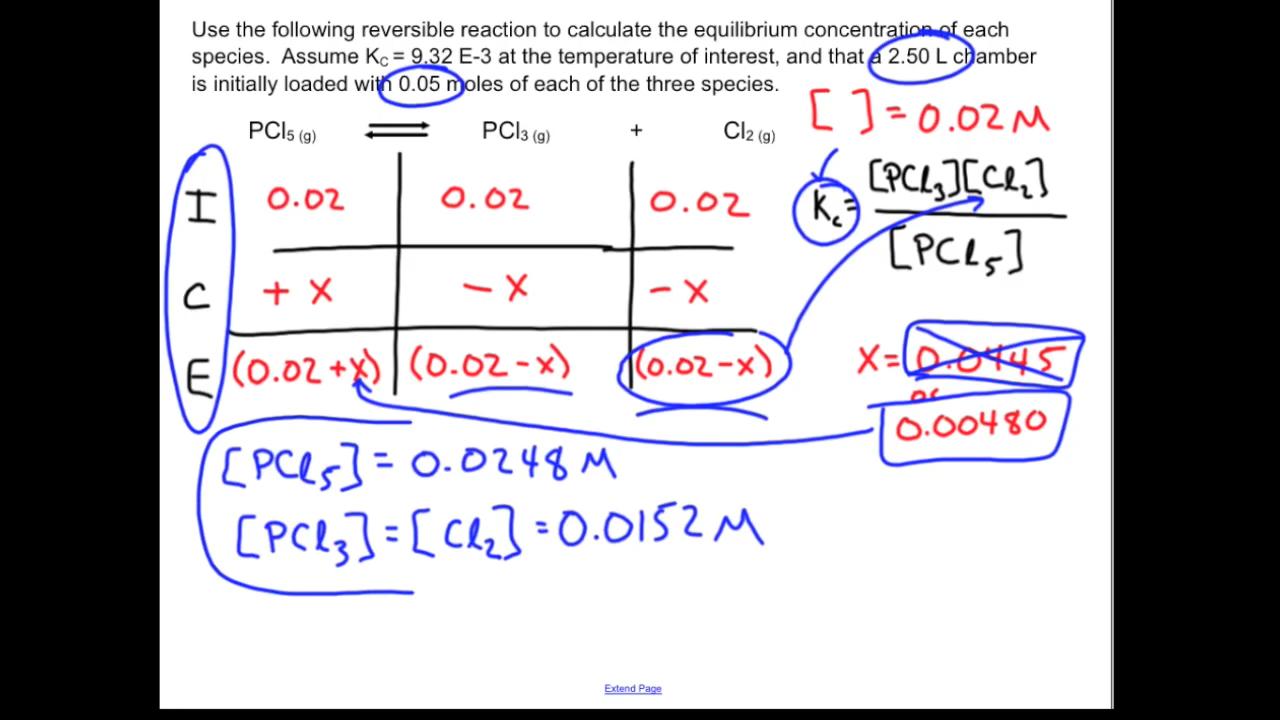 Use the following reversible reaction to calculate the equilibrium concentration of each
species. Assume KC = 9.32 E-3 at the temperature of interest, and that a 2.50 L chamber
is initially loaded with 0.05 moles of each of the three species.
[ ] = 0.02 M
PCl5 (g) ⇌ PCl3 (g) + Cl2 (g)
Kc = [PCl3][Cl2]
[PCl5]
I 0.02 0.02 0.02
C + X - X - X
E (0.02 + x) (0.02 - x) (0.02 - x)
X = 0.0445
or
0.00480
[PCl5] = 0.0248 M
[PCl3] = [Cl2] = 0.0152 M
Extend Page